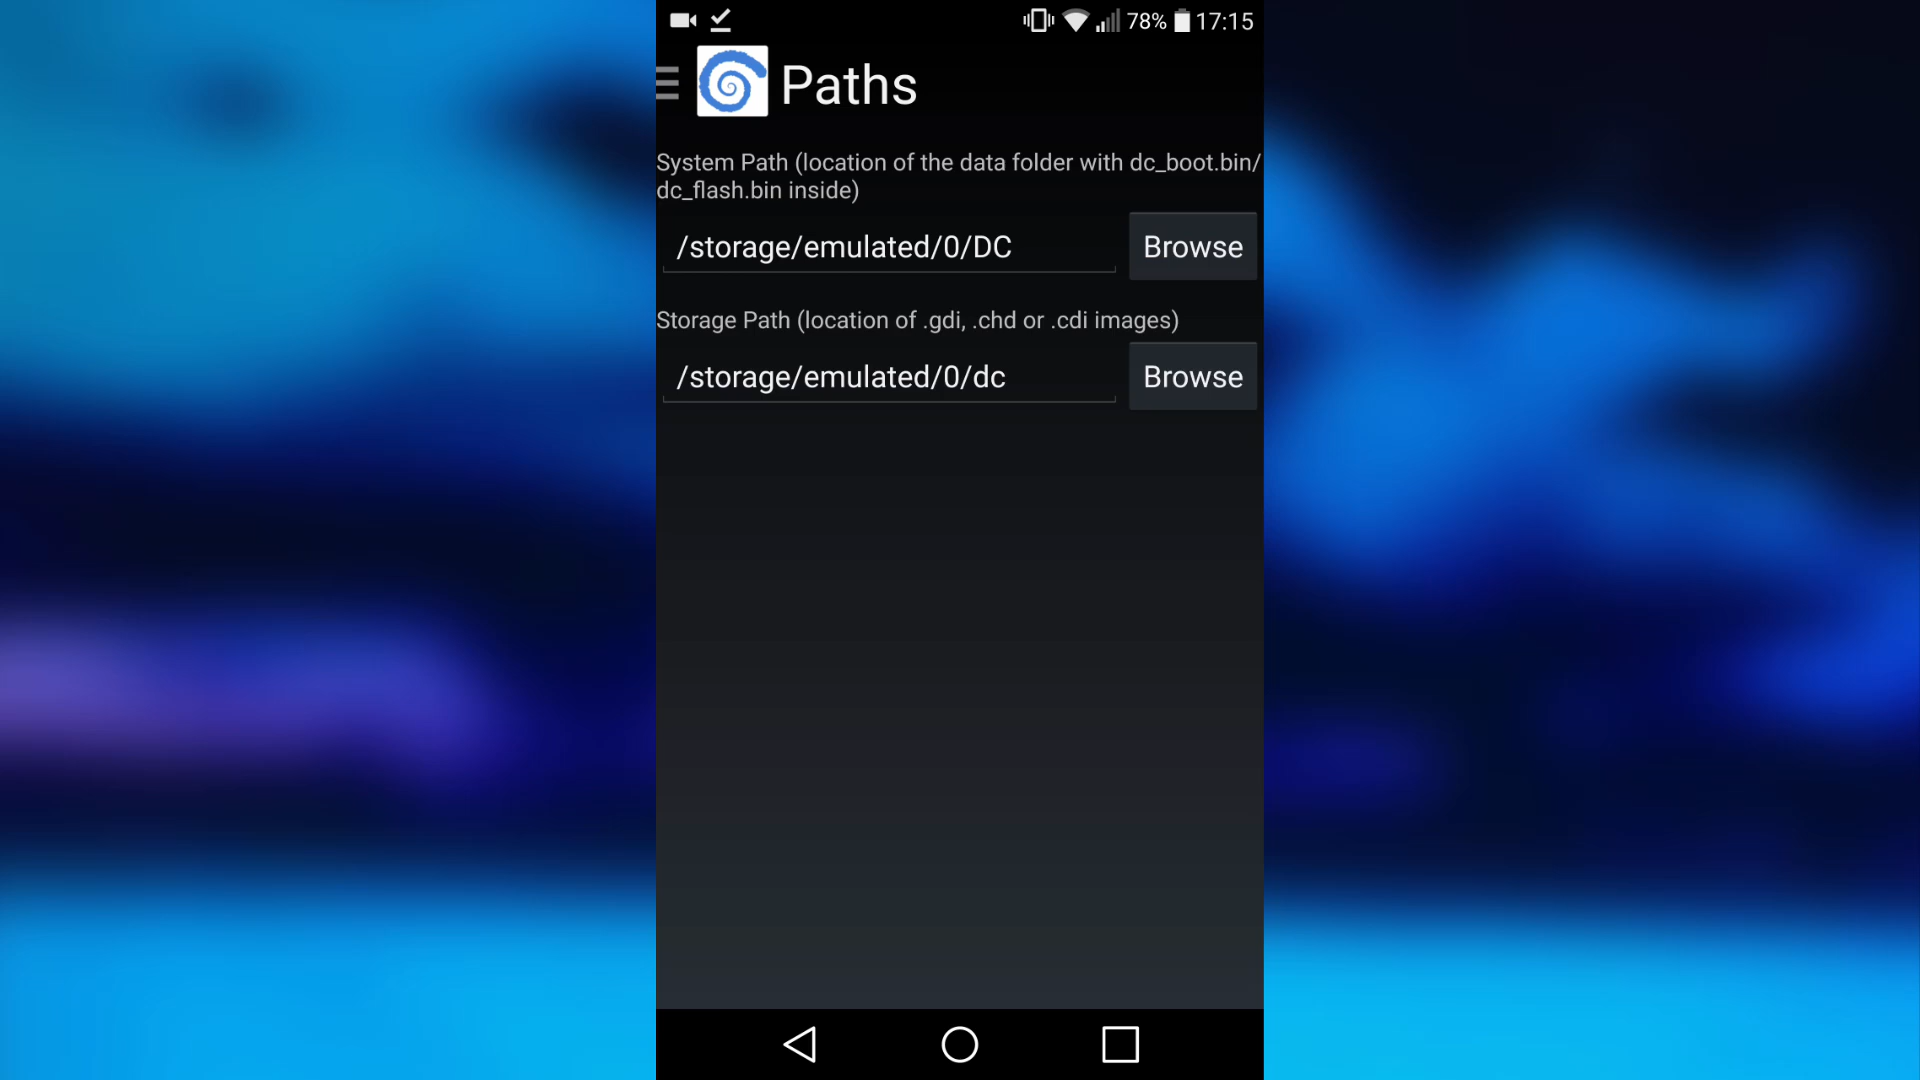 78% 17:15
Paths
System Path (location of the data folder with dc_boot.bin/
dc_flash.bin inside)
/storage/emulated/0/DC Browse
Storage Path (location of .gdi, .chd or .cdi images)
/storage/emulated/0/dc Browse